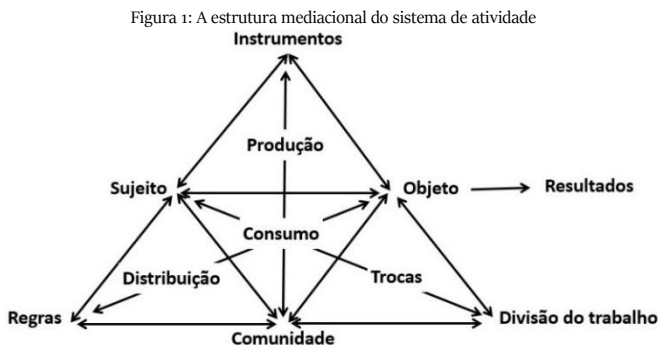 Figura 1: A estrutura mediacional do sistema de atividade
Instrumentos
Produção
Sujeito
Objeto
Resultados
Consumo
Distribuição
Trocas
Regras
Comunidade
Divisão do trabalho